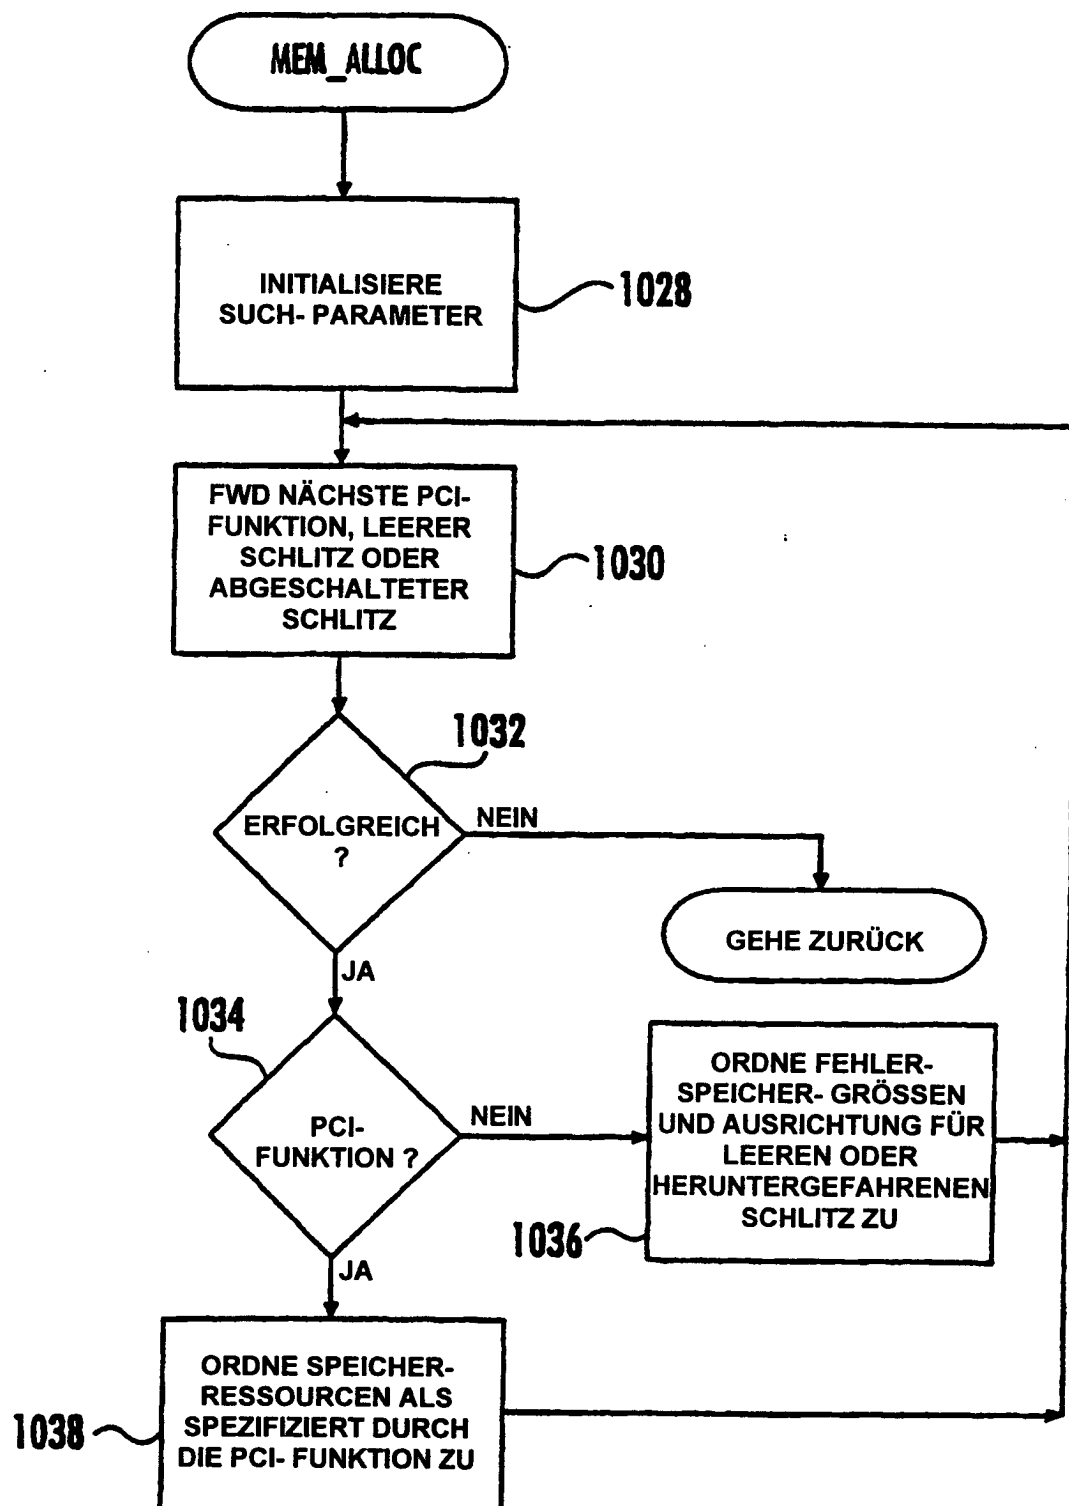 MEM_ALLOC
INITIALISIERE
SUCH- PARAMETER
1028
FWD NÄCHSTE PCI-
FUNKTION, LEERER
SCHLITZ ODER
ABGESCHALTETER
SCHLITZ
1030
1032
ERFOLGREICH
?
NEIN
GEHE ZURÜCK
JA
1034
PCI-
FUNKTION ?
NEIN
ORDNE FEHLER-
SPEICHER- GRÖSSEN
UND AUSRICHTUNG FÜR
LEEREN ODER
HERUNTERGEFAHRENEN
SCHLITZ ZU
1036
JA
ORDNE SPEICHER-
RESSOURCEN ALS
SPEZIFIZIERT DURCH
DIE PCI- FUNKTION ZU
1038